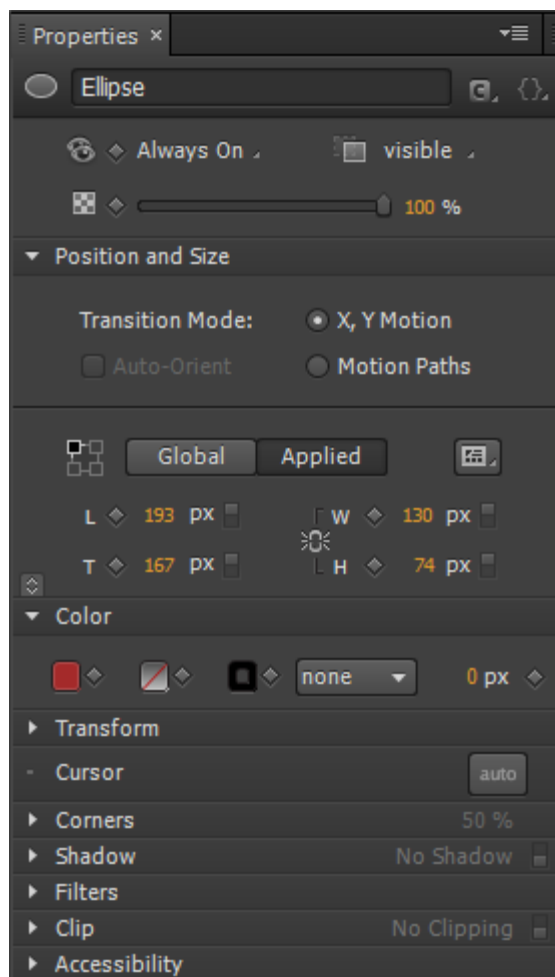 Properties ×
Ellipse
Always On visible
100 %
Position and Size
Transition Mode: X, Y Motion
Auto-Orient Motion Paths
Global Applied
L 193 px W 130 px
T 167 px H 74 px
Color
none 0 px
Transform
Cursor auto
Corners 50 %
Shadow No Shadow
Filters
Clip No Clipping
Accessibility